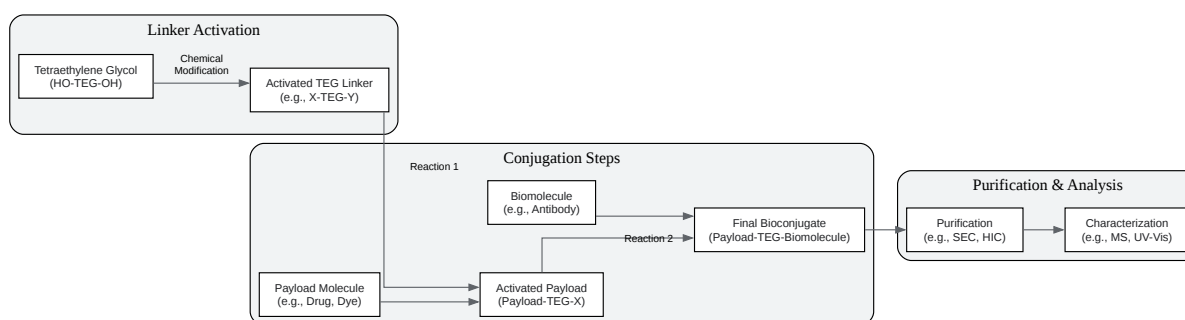 Linker Activation
Tetraethylene Glycol
(HO-TEG-OH)
Chemical
Modification
Activated TEG Linker
(e.g., X-TEG-Y)
Conjugation Steps
Reaction 1
Biomolecule
(e.g., Antibody)
Final Bioconjugate
(Payload-TEG-Biomolecule)
Reaction 2
Payload Molecule
(e.g., Drug, Dye)
Activated Payload
(Payload-TEG-X)
Purification & Analysis
Purification
(e.g., SEC, HIC)
Characterization
(e.g., MS, UV-Vis)